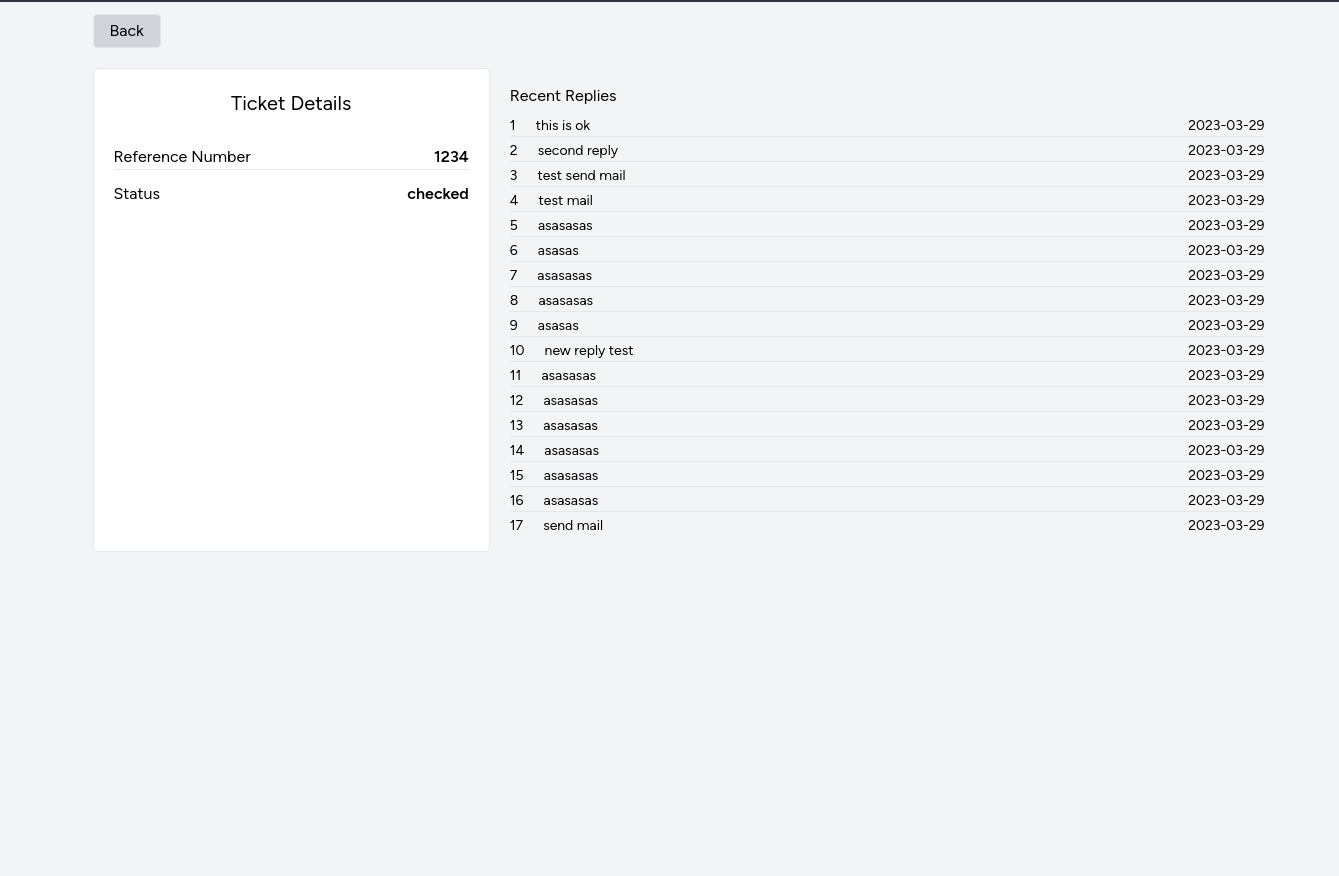 Back
Ticket Details
Reference Number 1234
Status checked
Recent Replies
1 this is ok 2023-03-29
2 second reply 2023-03-29
3 test send mail 2023-03-29
4 test mail 2023-03-29
5 asasasas 2023-03-29
6 asasas 2023-03-29
7 asasasas 2023-03-29
8 asasasas 2023-03-29
9 asasas 2023-03-29
10 new reply test 2023-03-29
11 asasasas 2023-03-29
12 asasasas 2023-03-29
13 asasasas 2023-03-29
14 asasasas 2023-03-29
15 asasasas 2023-03-29
16 asasasas 2023-03-29
17 send mail 2023-03-29